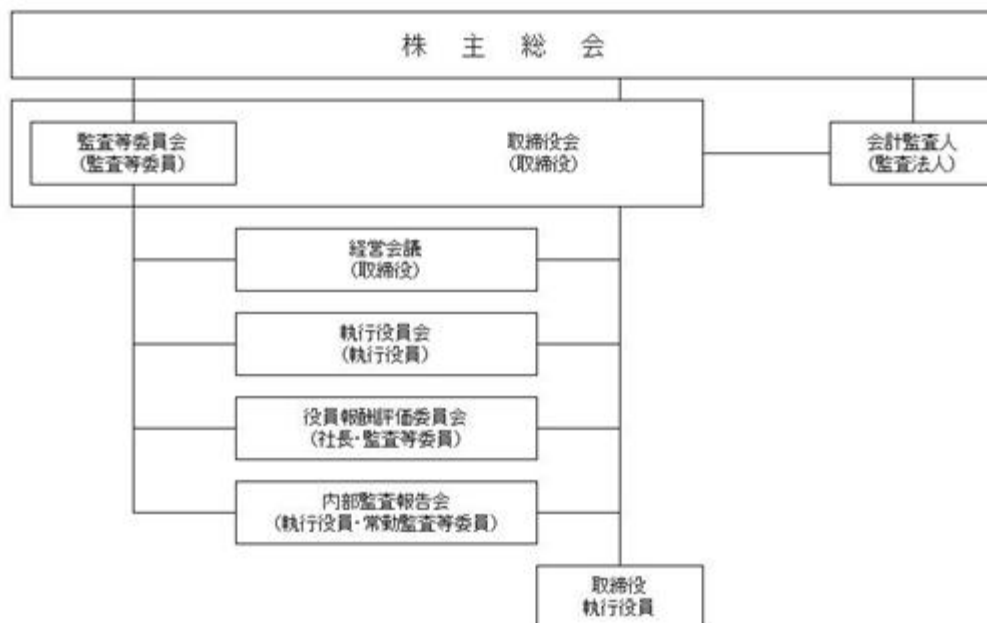 株主総会
監査等委員会
(監査等委員)
取締役会
(取締役)
会計監査人
(監査法人)
経営会議
(取締役)
執行役員会
(執行役員)
役員報酬評価委員会
(社長・監査等委員)
内部監査報告会
(執行役員・常勤監査等委員)
取締役
執行役員